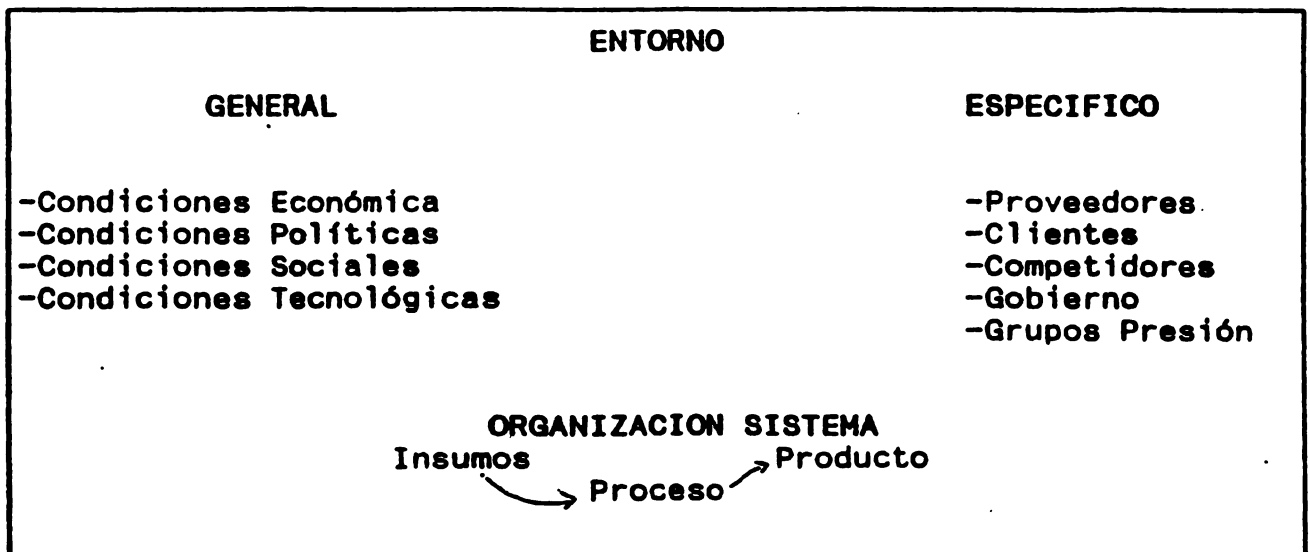 ENTORNO
GENERAL
ESPECIFICO
-Condiciones Económica
-Condiciones Políticas
-Condiciones Sociales
-Condiciones Tecnológicas
-Proveedores
-Clientes
-Competidores
-Gobierno
-Grupos Presión
ORGANIZACION SISTEMA
Insumos
Producto
Proceso